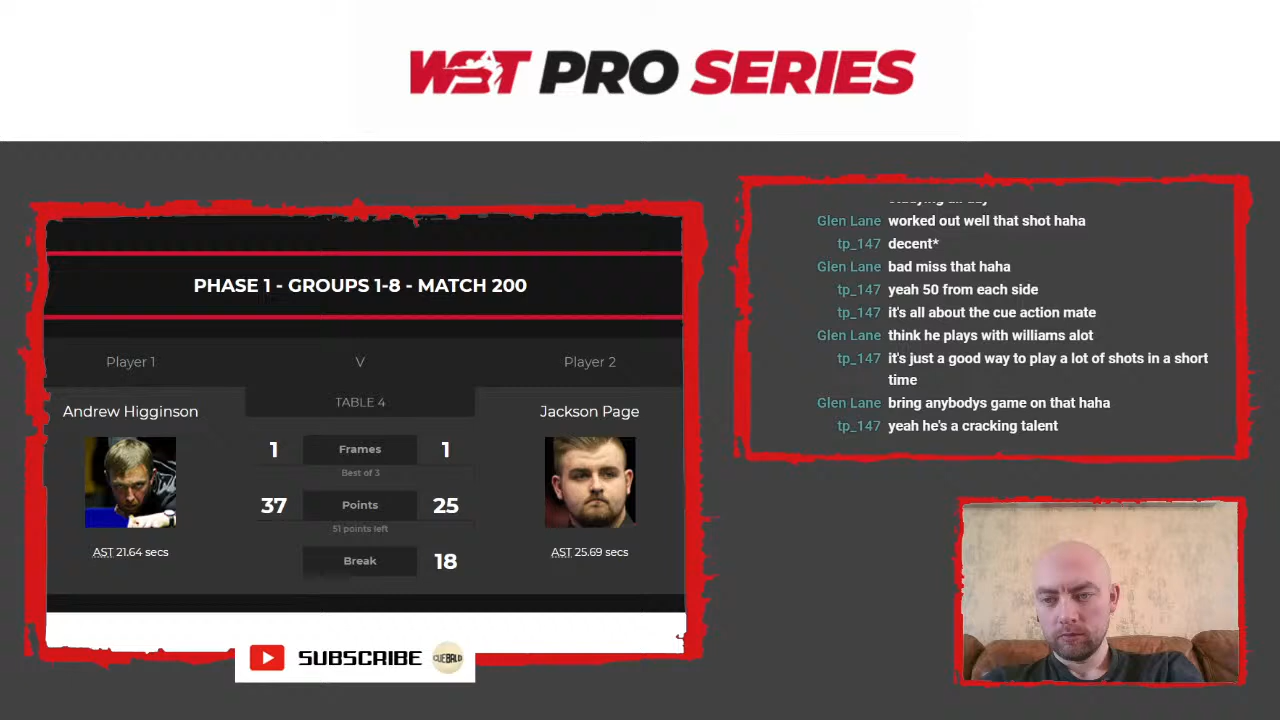 WST PRO SERIES
PHASE 1 - GROUPS 1-8 - MATCH 200
Player 1 V Player 2
TABLE 4
Andrew Higginson Jackson Page
1 Frames 1
Best of 3
37 Points 25
51 points left
AST 21.64 secs AST 25.69 secs
Break 18
SUBSCRIBE CUEBALD
Glen Lane worked out well that shot haha
tp_147 decent*
Glen Lane bad miss that haha
tp_147 yeah 50 from each side
tp_147 it's all about the cue action mate
Glen Lane think he plays with williams alot
tp_147 it's just a good way to play a lot of shots in a short
time
Glen Lane bring anybodys game on that haha
tp_147 yeah he's a cracking talent